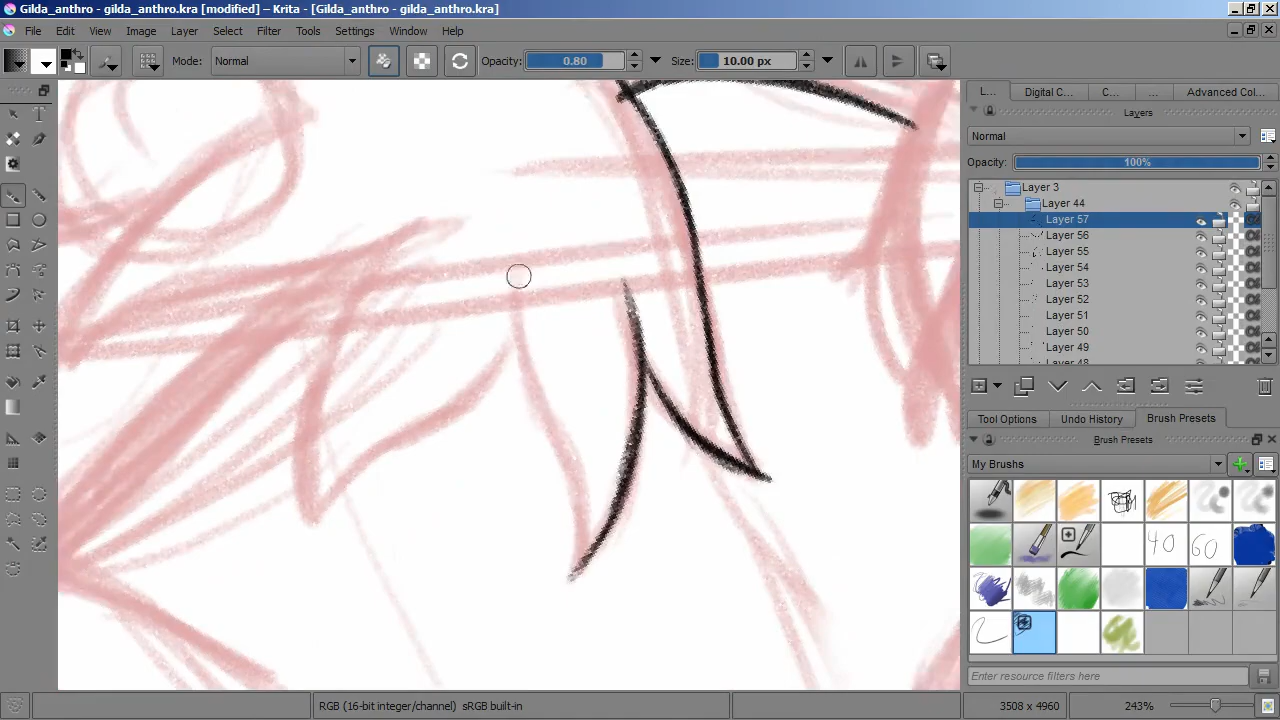 Gilda_anthro - gilda_anthro.kra [modified] – Krita - [Gilda_anthro - gilda_anthro.kra]
File Edit View Image Layer Select Filter Tools Settings Window Help
Mode: Normal Opacity: 0.80 Size: 10.00 px
L... Digital C... C... ... Advanced Col...
Layers
Normal
Opacity: 100%
Layer 3
Layer 44
Layer 57
Layer 56
Layer 55
Layer 54
Layer 53
Layer 52
Layer 51
Layer 50
Layer 49
Layer 48
Tool Options Undo History Brush Presets
Brush Presets
My Brushes
40 60
Enter resource filters here
RGB (16-bit integer/channel) sRGB built-in 3508 x 4960 243%